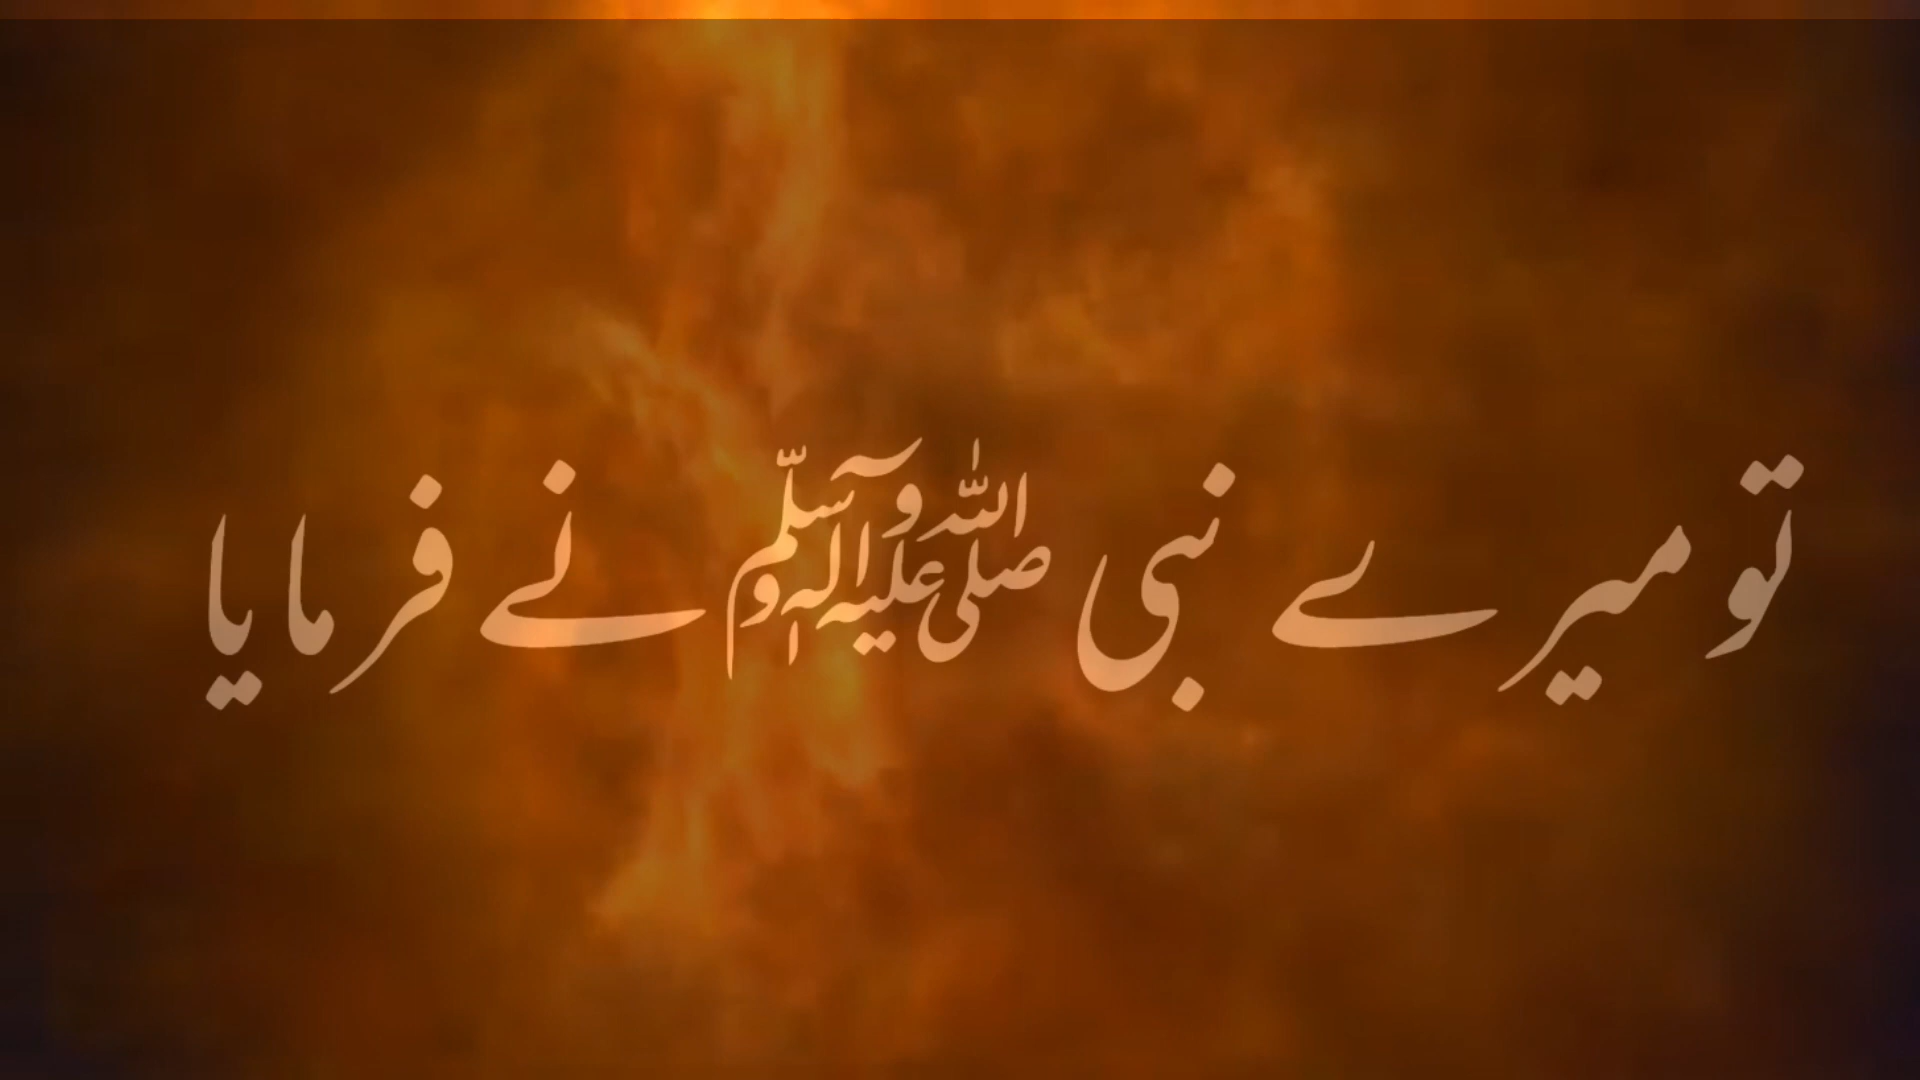 تو میرے نبی صلی اللہ علیہ وآلہ وسلم نے فرمایا